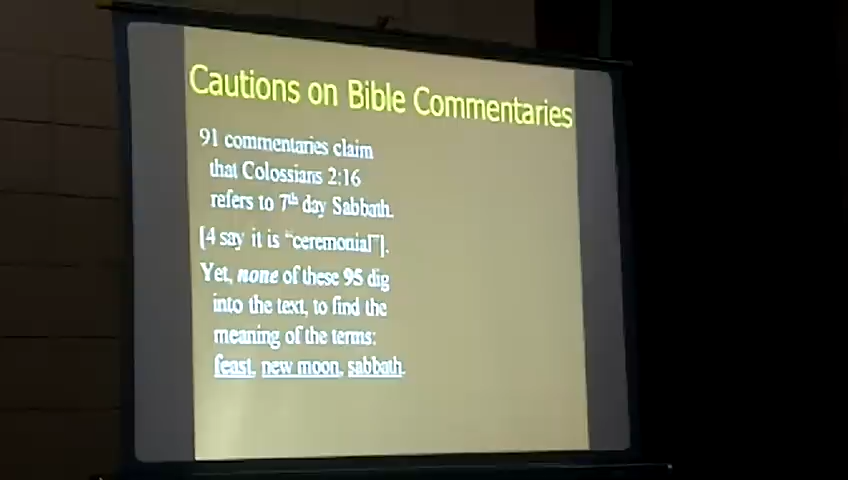 Cautions on Bible Commentaries
91 commentaries claim
that Colossians 2:16
refers to 7th day Sabbath.
[4 say it is “ceremonial”].
Yet, none of these 95 dig
into the text, to find the
meaning of the terms:
feast, new moon, sabbath.